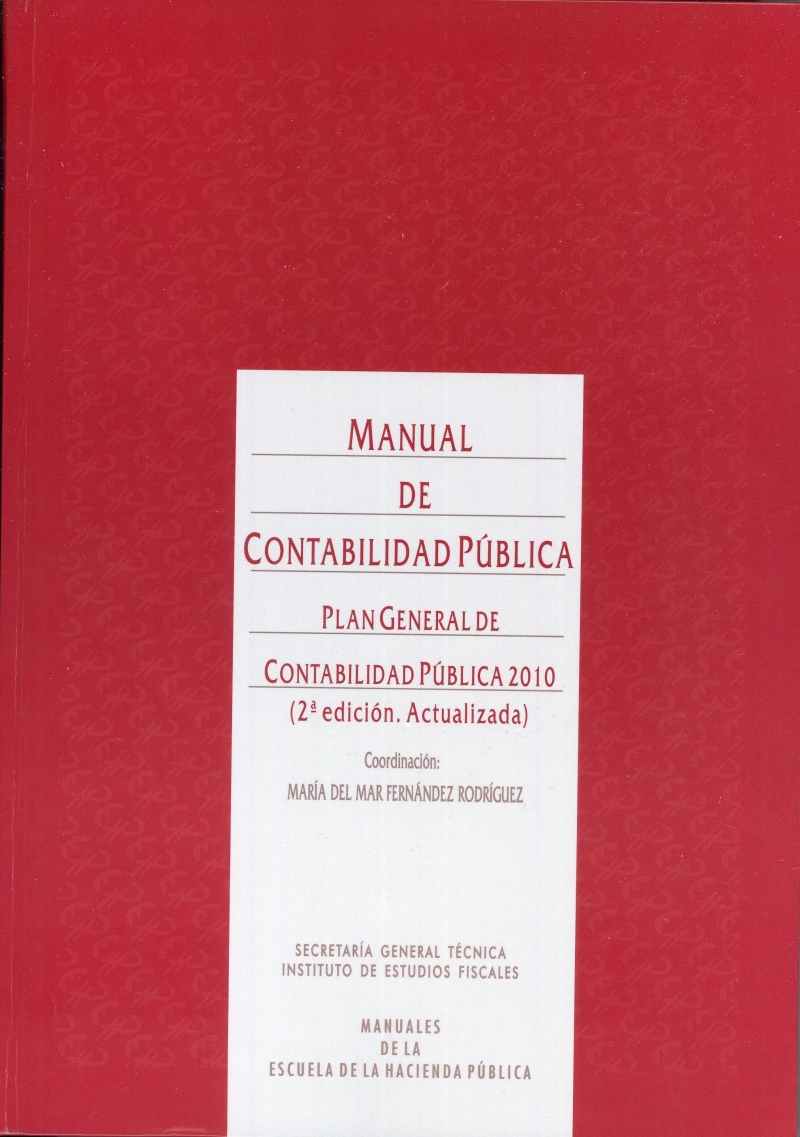 MANUAL
DE
CONTABILIDAD PÚBLICA
PLAN GENERAL DE
CONTABILIDAD PÚBLICA 2010
(2ª edición. Actualizada)
Coordinación:
MARÍA DEL MAR FERNÁNDEZ RODRÍGUEZ
SECRETARÍA GENERAL TÉCNICA
INSTITUTO DE ESTUDIOS FISCALES
MANUALES
DE LA
ESCUELA DE LA HACIENDA PÚBLICA